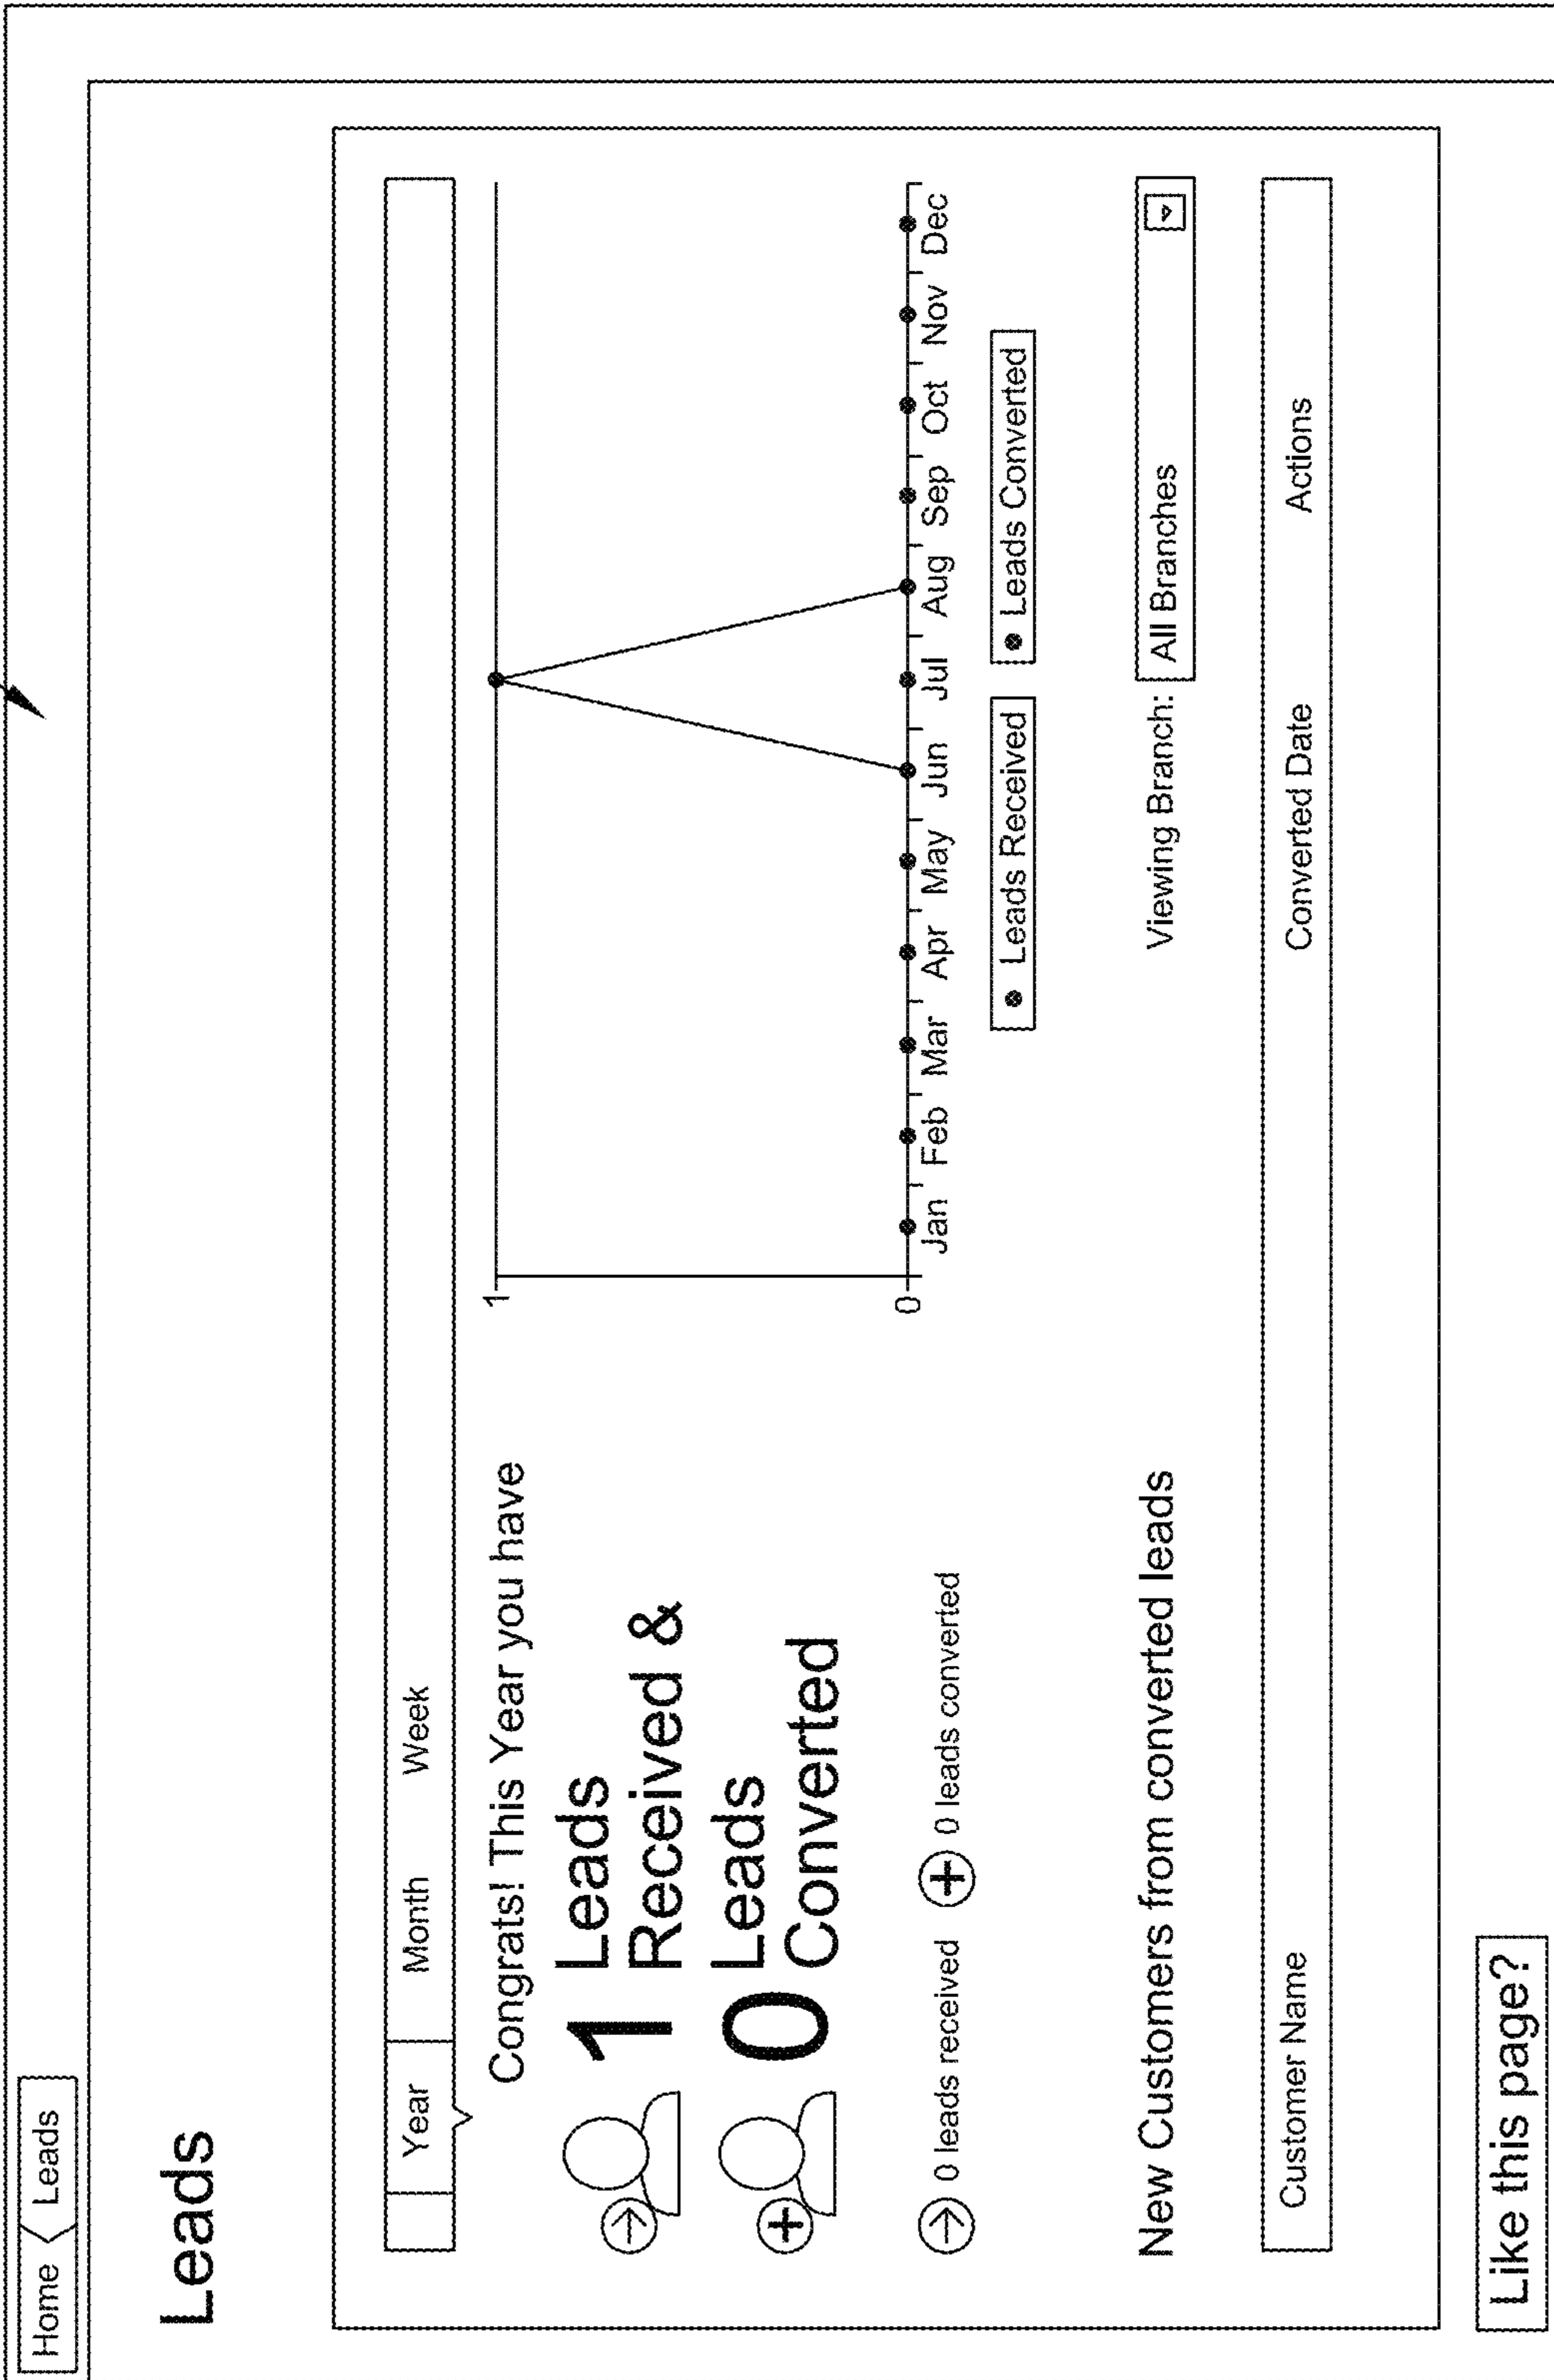 Home Leads
Leads
Year Month Week
Congrats! This Year you have
1 Leads
Received &
0 Leads
Converted
0 leads received 0 leads converted
1
0
Jan Feb Mar Apr May Jun Jul Aug Sep Oct Nov Dec
Leads Received Leads Converted
New Customers from converted leads
Viewing Branch: All Branches
Customer Name Converted Date Actions
Like this page?